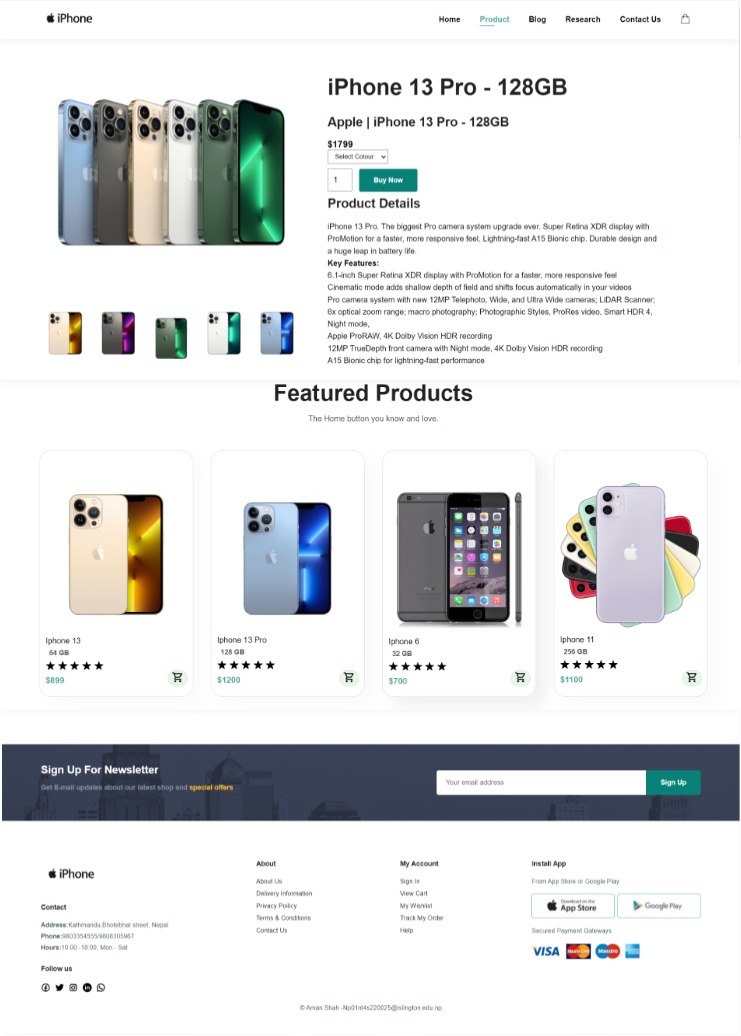 iPhone
Home Product Blog Research Contact Us
iPhone 13 Pro - 128GB
Apple | iPhone 13 Pro - 128GB
$1799
Select Colour
1 Buy Now
Product Details
iPhone 13 Pro. The biggest Pro camera system upgrade ever. Super Retina XDR display with
ProMotion for a faster, more responsive feel. Lightning-fast A15 Bionic chip. Durable design and
a huge leap in battery life.
Key Features:
6.1-inch Super Retina XDR display with ProMotion for a faster, more responsive feel
Cinematic mode adds shallow depth of field and shifts focus automatically in your videos
Pro camera system with new 12MP Telephoto, Wide, and Ultra Wide cameras; LiDAR Scanner;
6x optical zoom range; macro photography; Photographic Styles, ProRes video, Smart HDR 4,
Night mode,
Apple ProRAW, 4K Dolby Vision HDR recording
12MP TrueDepth front camera with Night mode, 4K Dolby Vision HDR recording
A15 Bionic chip for lightning-fast performance
Featured Products
The Home button you know and love.
Iphone 13
64 GB
$899
Iphone 13 Pro
128 GB
$1200
Iphone 6
32 GB
$700
Iphone 11
256 GB
$1100
Sign Up For Newsletter
Get E-mail updates about our latest shop and special offers
Your email address Sign Up
iPhone
Contact
Address:Kathmandu,Bhotebhal street, Nepal
Phone:9803354555/9808305967
Hours:10:00 -18:00, Mon - Sat
Follow us
About
About Us
Delivery Information
Privacy Policy
Terms & Conditions
Contact Us
My Account
Sign In
View Cart
My Wishlist
Track My Order
Help
Install App
From App Store or Google Play
Download on the
App Store
Google Play
Secured Payment Gateways
VISA MasterCard Maestro
© Aman Shah -Np01nt4s220025@islington.edu.np